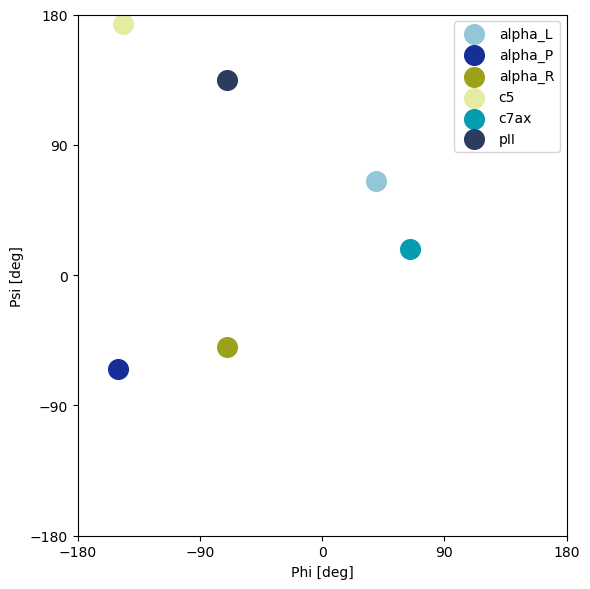 180
90
0
−90
−180
Psi [deg]
alpha_L
alpha_P
alpha_R
c5
c7ax
pII
−180
−90
0
90
180
Phi [deg]